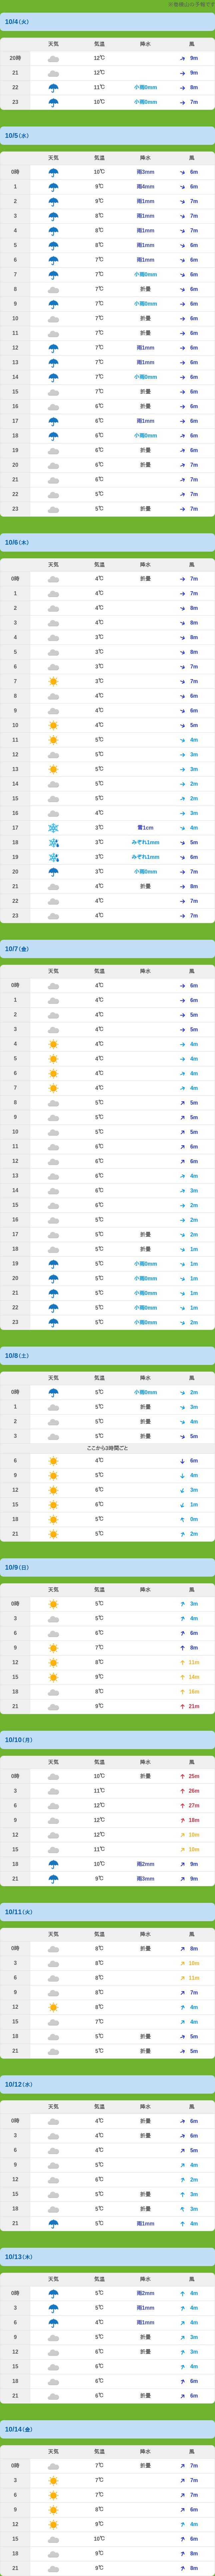 10/4(火)
天気 気温 降水 風
20時 12℃ 9m
21 12℃ 9m
22 11℃ 小雨0mm 8m
23 10℃ 小雨0mm 7m
10/5(水)
天気 気温 降水 風
0時 10℃ 雨3mm 6m
1 9℃ 雨4mm 6m
2 9℃ 雨1mm 7m
3 8℃ 雨1mm 7m
4 8℃ 雨1mm 7m
5 8℃ 雨1mm 6m
6 7℃ 雨1mm 6m
7 7℃ 小雨0mm 6m
8 7℃ 折曇 6m
9 7℃ 小雨0mm 6m
10 7℃ 折曇 6m
11 7℃ 折曇 6m
12 7℃ 雨1mm 6m
13 7℃ 雨1mm 6m
14 7℃ 小雨0mm 6m
15 7℃ 折曇 6m
16 6℃ 折曇 6m
17 6℃ 雨1mm 6m
18 6℃ 小雨0mm 6m
19 6℃ 折曇 6m
20 6℃ 折曇 7m
21 6℃ 7m
22 5℃ 7m
23 5℃ 折曇 7m
10/6(木)
天気 気温 降水 風
0時 4℃ 折曇 7m
1 4℃ 7m
2 4℃ 8m
3 4℃ 8m
4 3℃ 8m
5 3℃ 8m
6 3℃ 7m
7 3℃ 7m
8 4℃ 6m
9 4℃ 6m
10 4℃ 5m
11 5℃ 4m
12 5℃ 3m
13 5℃ 3m
14 5℃ 2m
15 5℃ 2m
16 4℃ 3m
17 3℃ 雪1cm 4m
18 3℃ みぞれ1mm 5m
19 3℃ みぞれ1mm 6m
20 3℃ 小雨0mm 7m
21 4℃ 折曇 8m
22 4℃ 7m
23 4℃ 7m
10/7(金)
天気 気温 降水 風
0時 4℃ 6m
1 4℃ 6m
2 4℃ 5m
3 4℃ 5m
4 4℃ 4m
5 4℃ 4m
6 4℃ 4m
7 4℃ 4m
8 5℃ 5m
9 5℃ 5m
10 5℃ 5m
11 6℃ 6m
12 6℃ 6m
13 6℃ 4m
14 6℃ 3m
15 6℃ 2m
16 5℃ 2m
17 5℃ 折曇 2m
18 5℃ 折曇 1m
19 5℃ 小雨0mm 1m
20 5℃ 小雨0mm 1m
21 5℃ 小雨0mm 1m
22 5℃ 小雨0mm 1m
23 5℃ 小雨0mm 2m
10/8(土)
天気 気温 降水 風
0時 5℃ 小雨0mm 2m
1 5℃ 折曇 3m
2 5℃ 折曇 4m
3 5℃ 折曇 5m
ここから3時間ごと
6 4℃ 6m
9 5℃ 4m
12 6℃ 3m
15 6℃ 1m
18 5℃ 0m
21 5℃ 2m
10/9(日)
天気 気温 降水 風
0時 5℃ 3m
3 5℃ 4m
6 6℃ 6m
9 7℃ 8m
12 8℃ 11m
15 9℃ 14m
18 8℃ 16m
21 9℃ 21m
10/10(月)
天気 気温 降水 風
0時 10℃ 折曇 25m
3 11℃ 26m
6 12℃ 27m
9 12℃ 18m
12 12℃ 10m
15 11℃ 10m
18 10℃ 雨2mm 9m
21 9℃ 雨3mm 9m
10/11(火)
天気 気温 降水 風
0時 8℃ 折曇 8m
3 8℃ 10m
6 8℃ 11m
9 8℃ 7m
12 8℃ 4m
15 7℃ 4m
18 5℃ 折曇 5m
21 5℃ 折曇 5m
10/12(水)
天気 気温 降水 風
0時 4℃ 折曇 6m
3 4℃ 折曇 6m
6 4℃ 5m
9 5℃ 4m
12 6℃ 2m
15 5℃ 折曇 3m
18 5℃ 折曇 3m
21 5℃ 雨1mm 4m
10/13(木)
天気 気温 降水 風
0時 5℃ 雨2mm 4m
3 5℃ 雨1mm 4m
6 4℃ 雨1mm 4m
9 5℃ 折曇 3m
12 6℃ 折曇 3m
15 6℃ 4m
18 6℃ 6m
21 6℃ 折曇 6m
10/14(金)
天気 気温 降水 風
0時 7℃ 折曇 7m
3 7℃ 7m
6 7℃ 7m
9 8℃ 6m
12 9℃ 4m
15 10℃ 6m
18 9℃ 8m
21 9℃ 8m